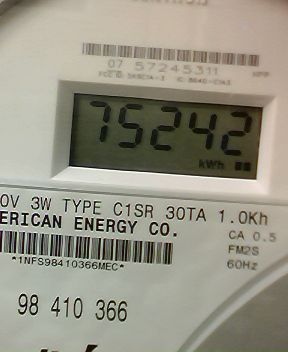 07 57245311
75242
kWh
0V 3W TYPE C1SR 30TA 1.0Kh
ERICAN ENERGY CO.
CA 0.5
FM2S
*1NFS98410366MEC*
60Hz
98 410 366